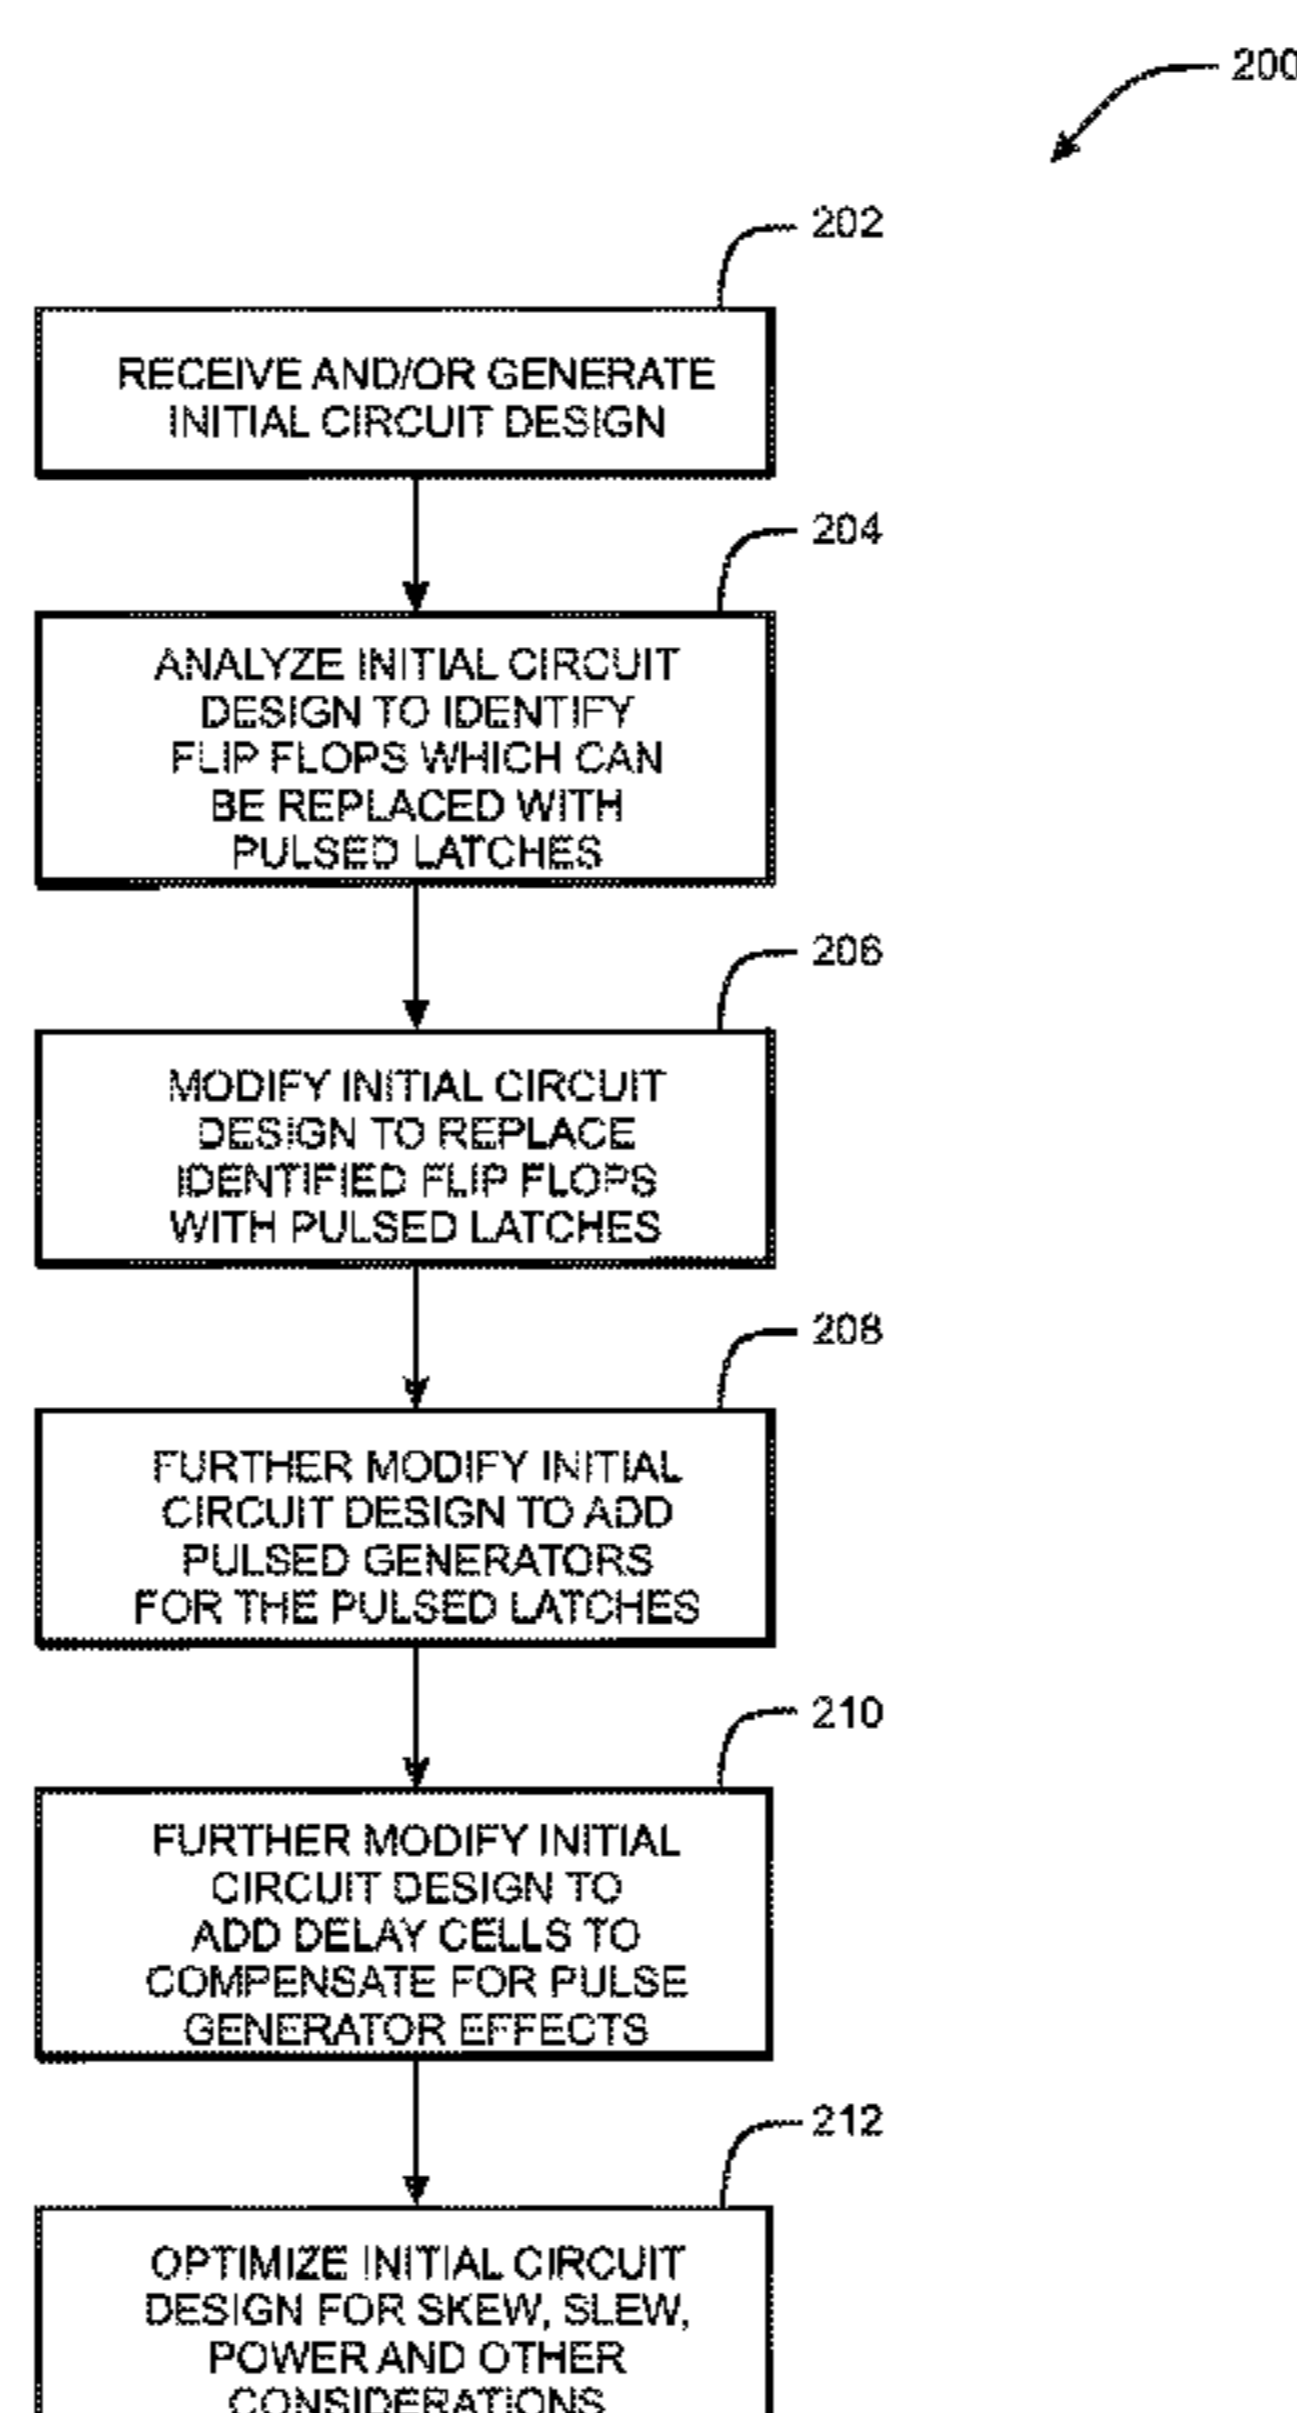 200
202
RECEIVE AND/OR GENERATE
INITIAL CIRCUIT DESIGN
204
ANALYZE INITIAL CIRCUIT
DESIGN TO IDENTIFY
FLIP FLOPS WHICH CAN
BE REPLACED WITH
PULSED LATCHES
206
MODIFY INITIAL CIRCUIT
DESIGN TO REPLACE
IDENTIFIED FLIP FLOPS
WITH PULSED LATCHES
208
FURTHER MODIFY INITIAL
CIRCUIT DESIGN TO ADD
PULSED GENERATORS
FOR THE PULSED LATCHES
210
FURTHER MODIFY INITIAL
CIRCUIT DESIGN TO
ADD DELAY CELLS TO
COMPENSATE FOR PULSE
GENERATOR EFFECTS
212
OPTIMIZE INITIAL CIRCUIT
DESIGN FOR SKEW, SLEW,
POWER AND OTHER
CONSIDERATIONS